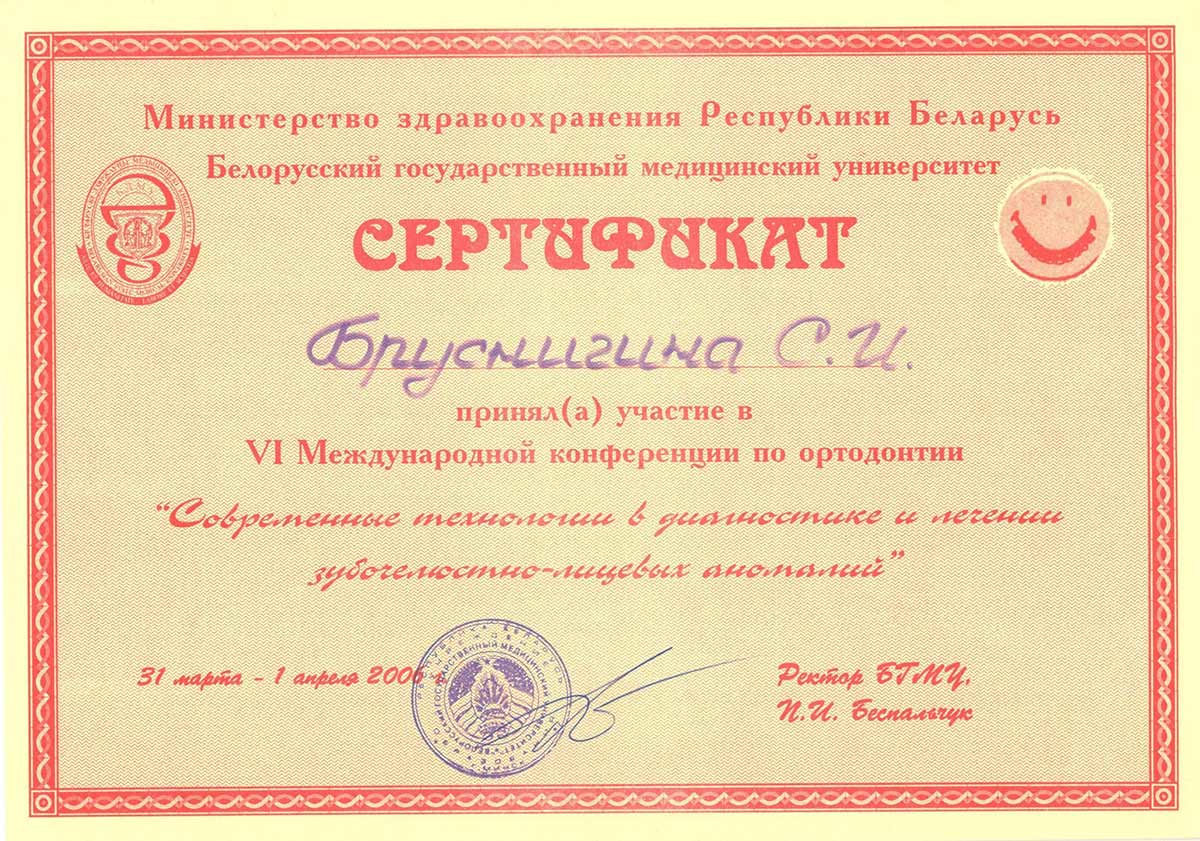 Министерство здравоохранения Республики Беларусь
Белорусский государственный медицинский университет
СЕРТИФИКАТ
Бруснигина С.И.
принял(а) участие в
VI Международной конференции по ортодонтии
“Современные технологии в диагностике и лечении
зубочелюстно-лицевых аномалий”
31 марта - 1 апреля 2006 г.
Ректор БГМУ,
П.И. Беспальчук